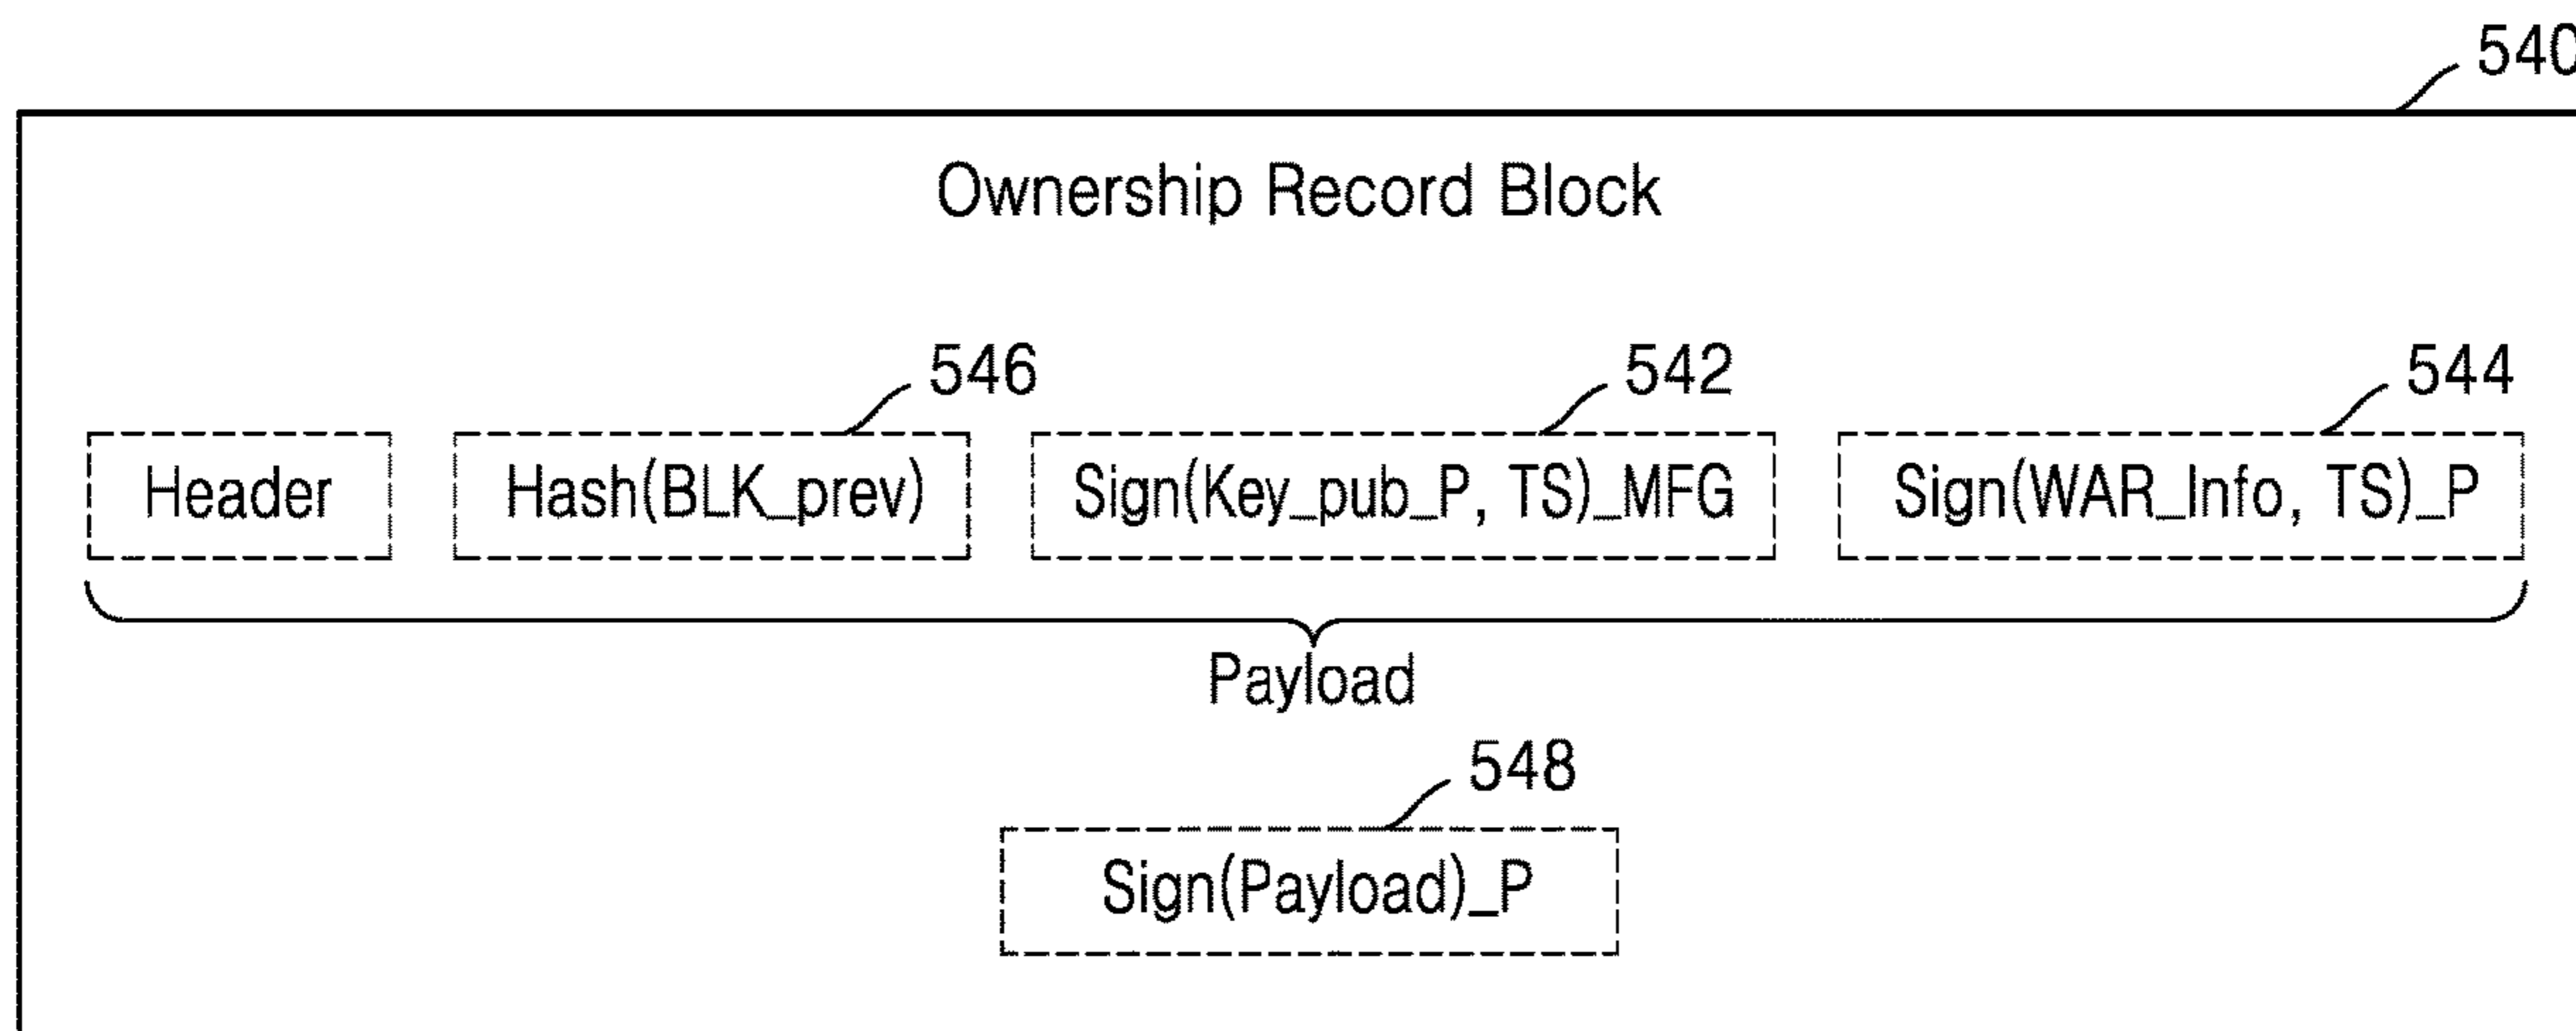 540
Ownership Record Block
546 542 544
Header Hash(BLK_prev) Sign(Key_pub_P, TS)_MFG Sign(WAR_Info, TS)_P
Payload
548
Sign(Payload)_P